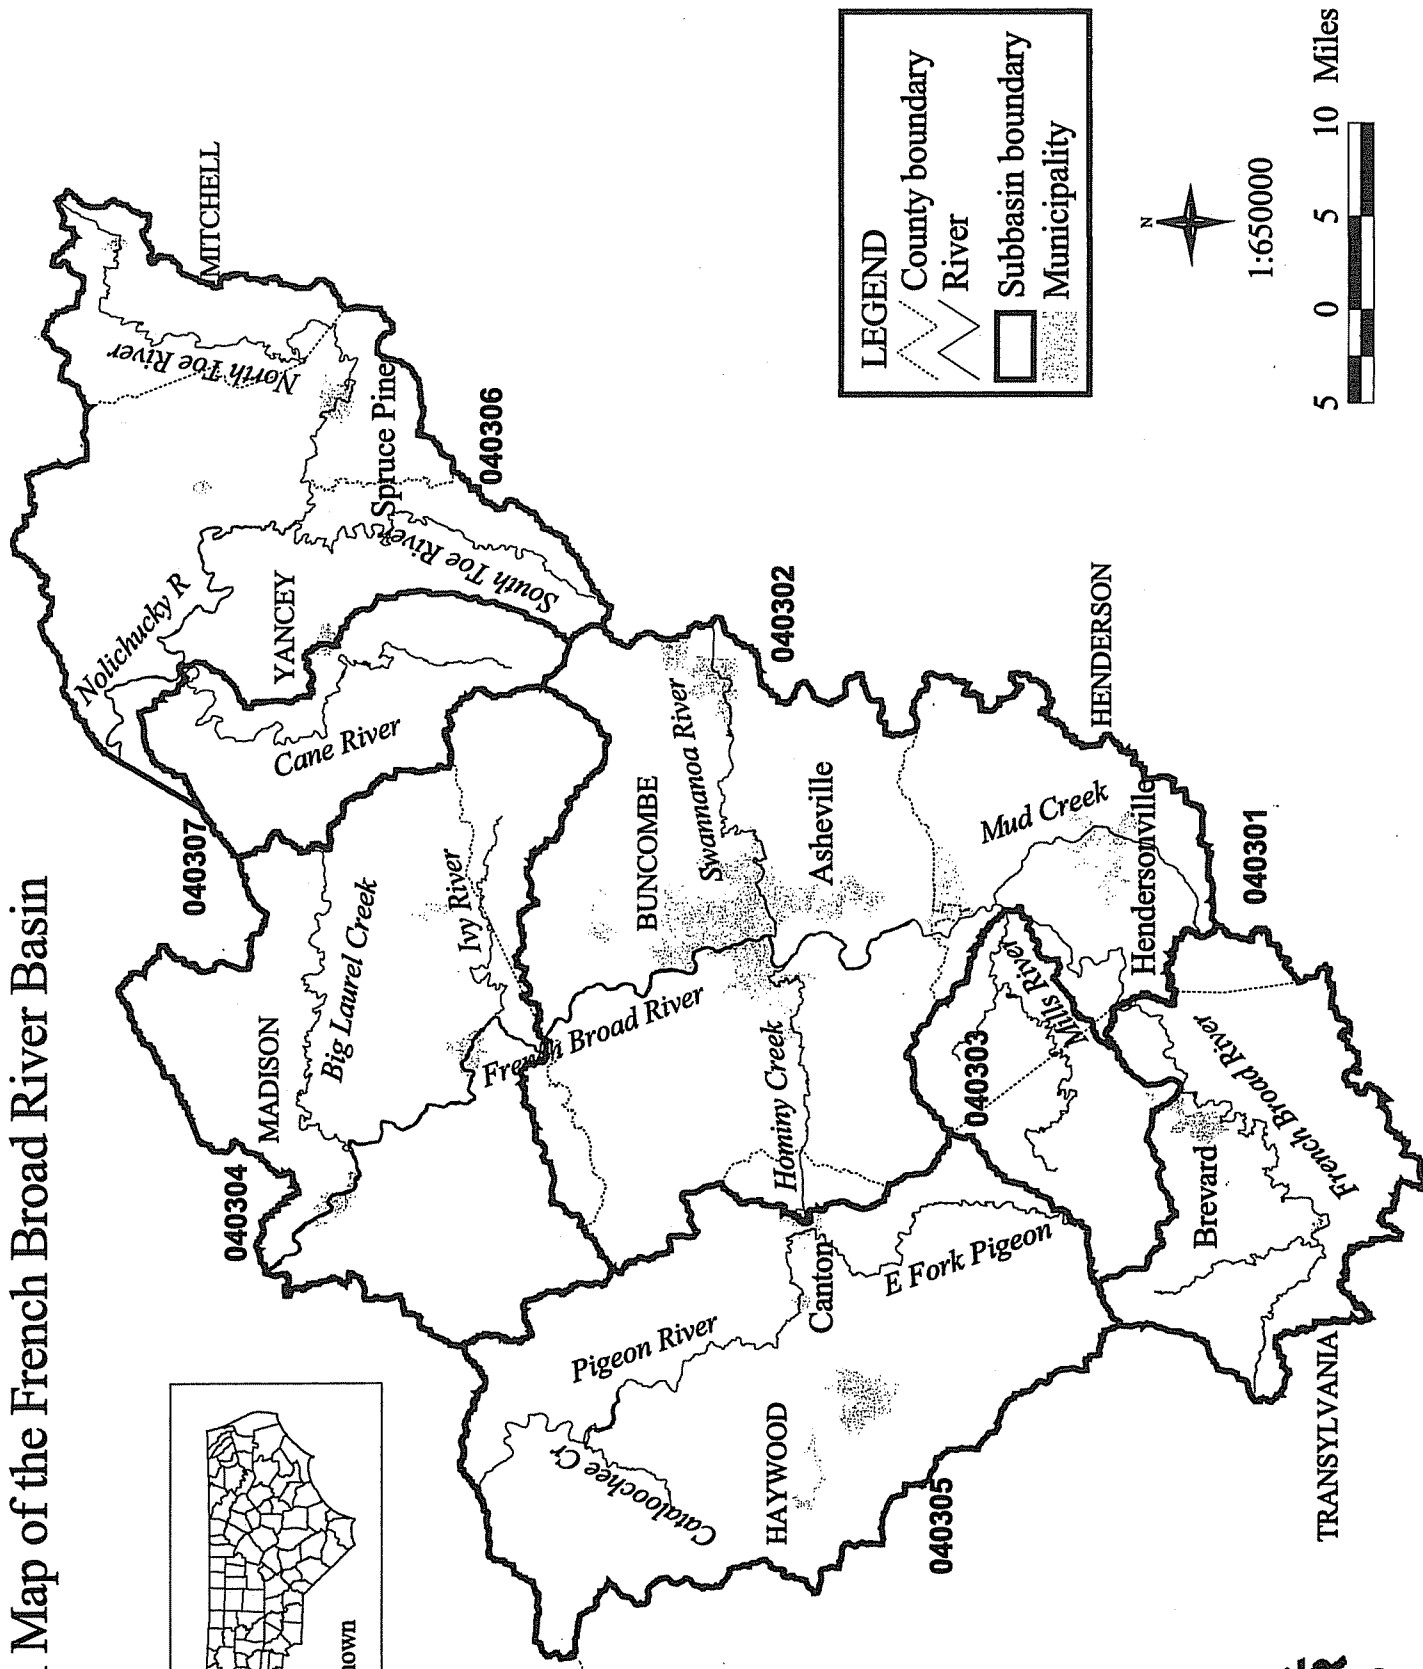 Map of the French Broad River Basin
MITCHELL
North Toe River
Spruce Pine
040306
South Toe River
Nolichucky R
YANCEY
Cane River
040307
040302
HENDERSON
BUNCOMBE
Swannanoa River
Asheville
Mud Creek
Hendersonville
040301
Ivy River
Big Laurel Creek
MADISON
French Broad River
Hominy Creek
Mills River
040303
French Broad River
Brevard
040304
E Fork Pigeon
Canton
Pigeon River
Cataloochee Cr
HAYWOOD
040305
TRANSYLVANIA
LEGEND
County boundary
River
Subbasin boundary
Municipality
N
1:650000
5 0 5 10 Miles